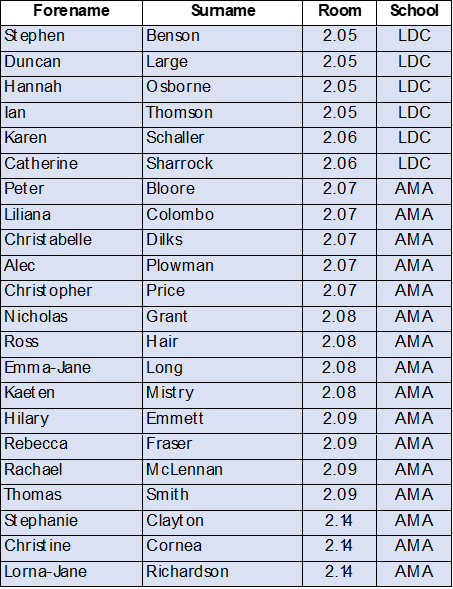 Forename Surname Room School
Stephen Benson 2.05 LDC
Duncan Large 2.05 LDC
Hannah Osborne 2.05 LDC
Ian Thomson 2.05 LDC
Karen Schaller 2.06 LDC
Catherine Sharrock 2.06 LDC
Peter Bloore 2.07 AMA
Liliana Colombo 2.07 AMA
Christabelle Dilks 2.07 AMA
Alec Plowman 2.07 AMA
Christopher Price 2.07 AMA
Nicholas Grant 2.08 AMA
Ross Hair 2.08 AMA
Emma-Jane Long 2.08 AMA
Kaeten Mistry 2.08 AMA
Hilary Emmett 2.09 AMA
Rebecca Fraser 2.09 AMA
Rachael McLennan 2.09 AMA
Thomas Smith 2.09 AMA
Stephanie Clayton 2.14 AMA
Christine Cornea 2.14 AMA
Lorna-Jane Richardson 2.14 AMA